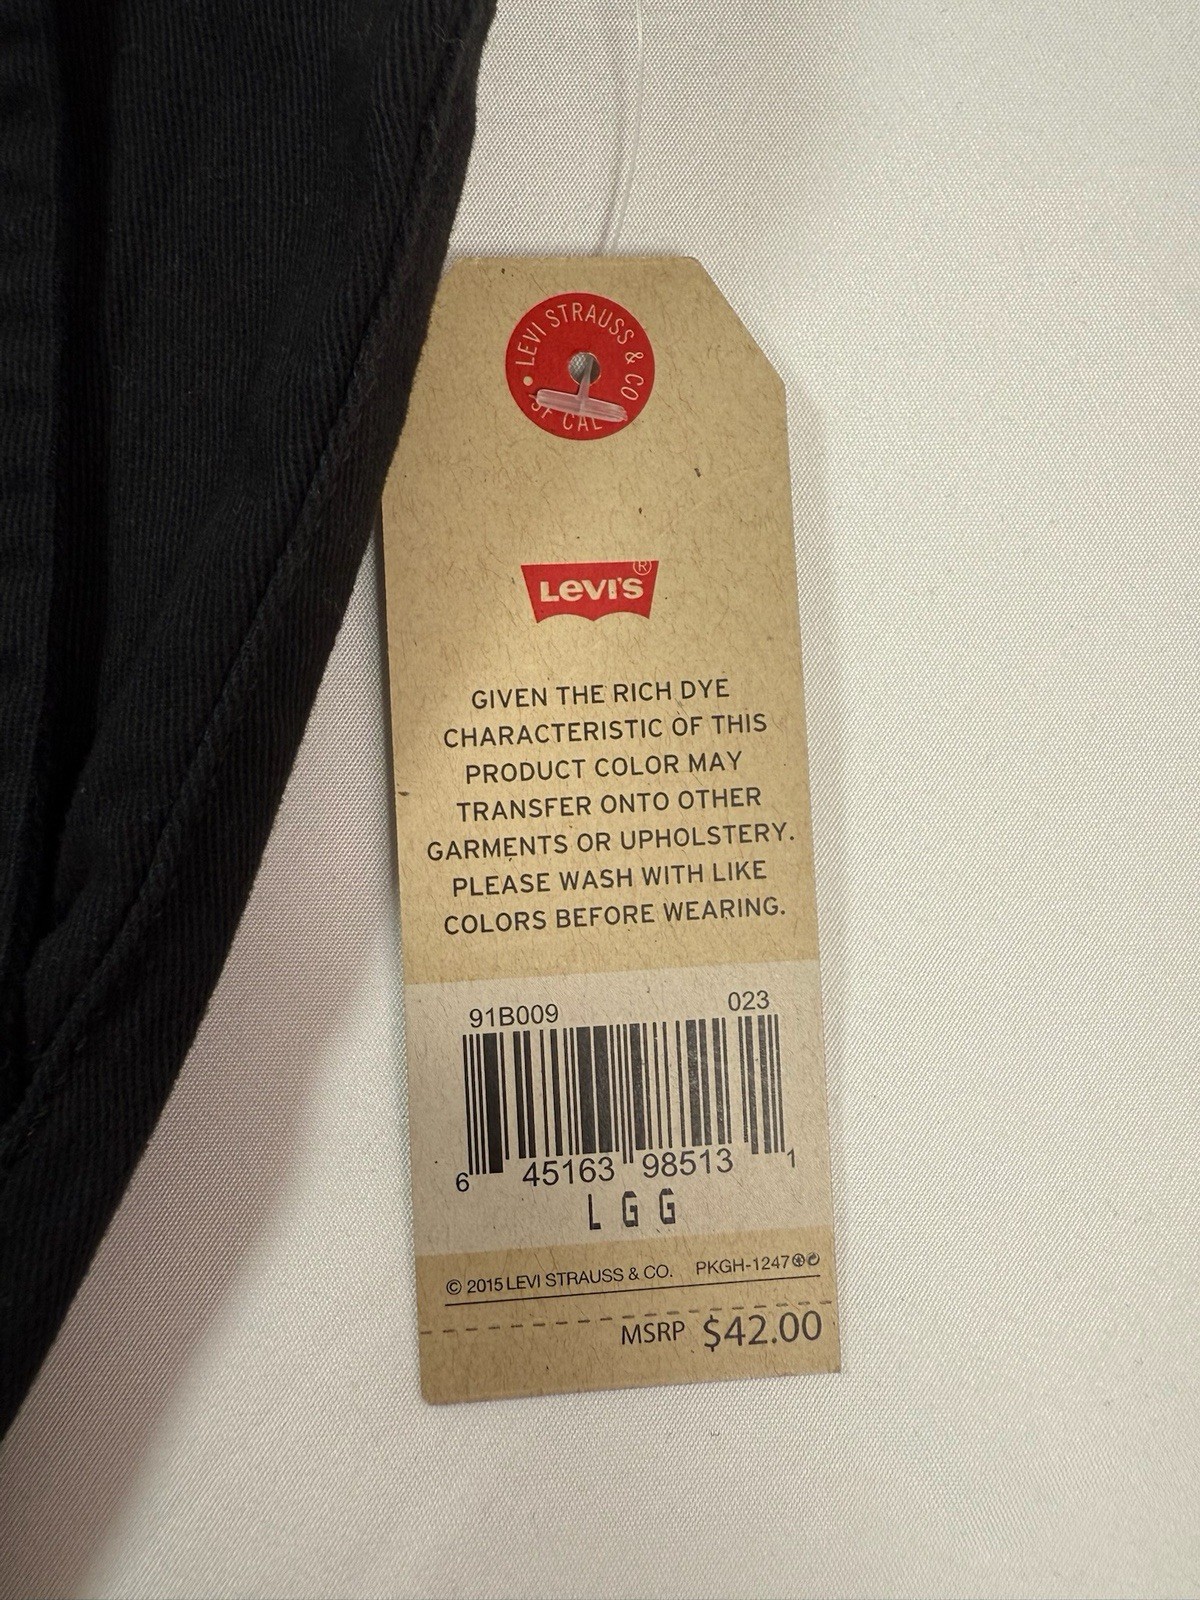 LEVI STRAUSS & CO
SF CAL
LEVI'S®
GIVEN THE RICH DYE
CHARACTERISTIC OF THIS
PRODUCT COLOR MAY
TRANSFER ONTO OTHER
GARMENTS OR UPHOLSTERY.
PLEASE WASH WITH LIKE
COLORS BEFORE WEARING.
91B009 023
6 45163 98513 1
L G G
© 2015 LEVI STRAUSS & CO. PKGH-1247
MSRP $42.00